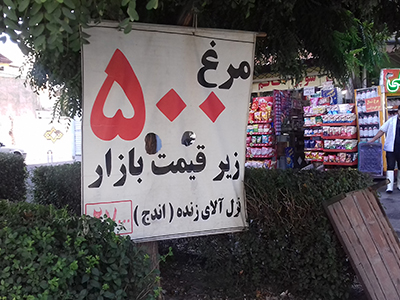 مرغ
۵۰۰
زیر قیمت بازار
قزل آلای زنده (اندج)